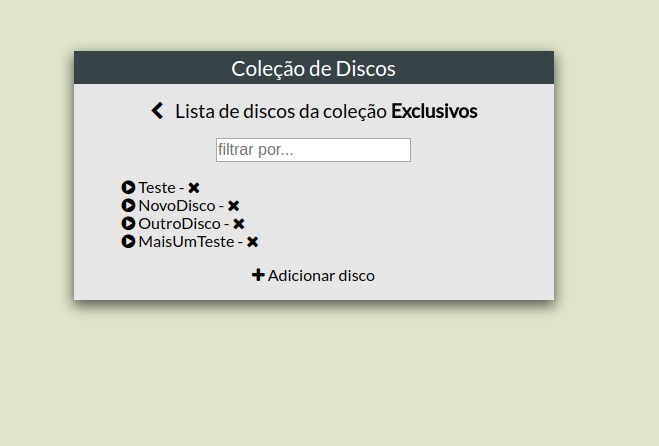 Coleção de Discos
Lista de discos da coleção Exclusivos
filtrar por...
Teste -
NovoDisco -
OutroDisco -
MaisUmTeste -
Adicionar disco